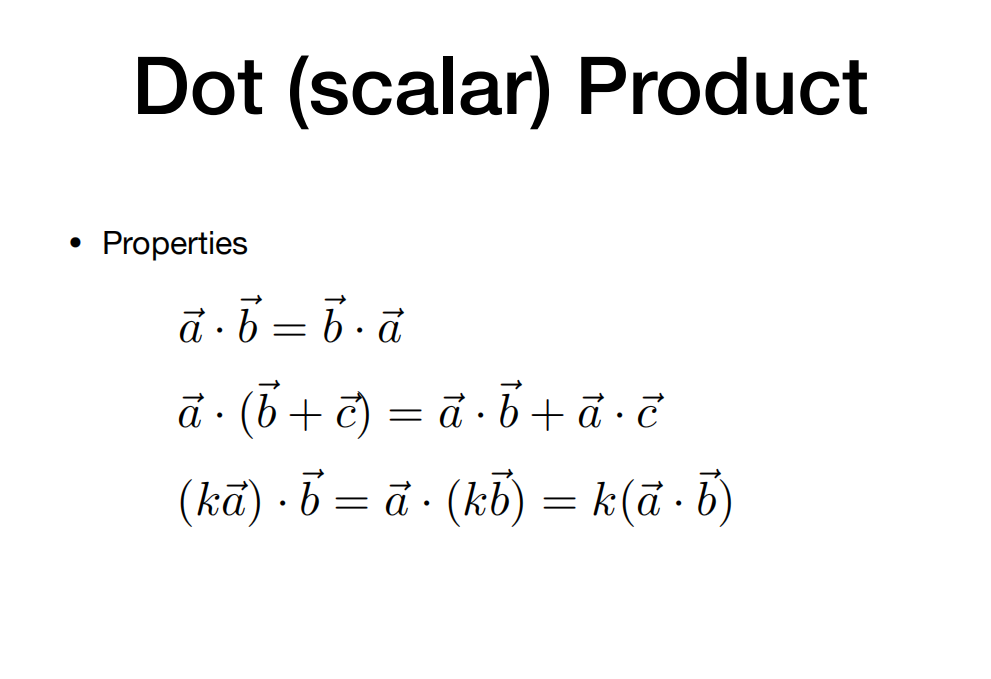 Dot (scalar) Product
• Properties
$\vec{a} \cdot \vec{b} = \vec{b} \cdot \vec{a}$
$\vec{a} \cdot (\vec{b} + \vec{c}) = \vec{a} \cdot \vec{b} + \vec{a} \cdot \vec{c}$
$(k\vec{a}) \cdot \vec{b} = \vec{a} \cdot (k\vec{b}) = k(\vec{a} \cdot \vec{b})$